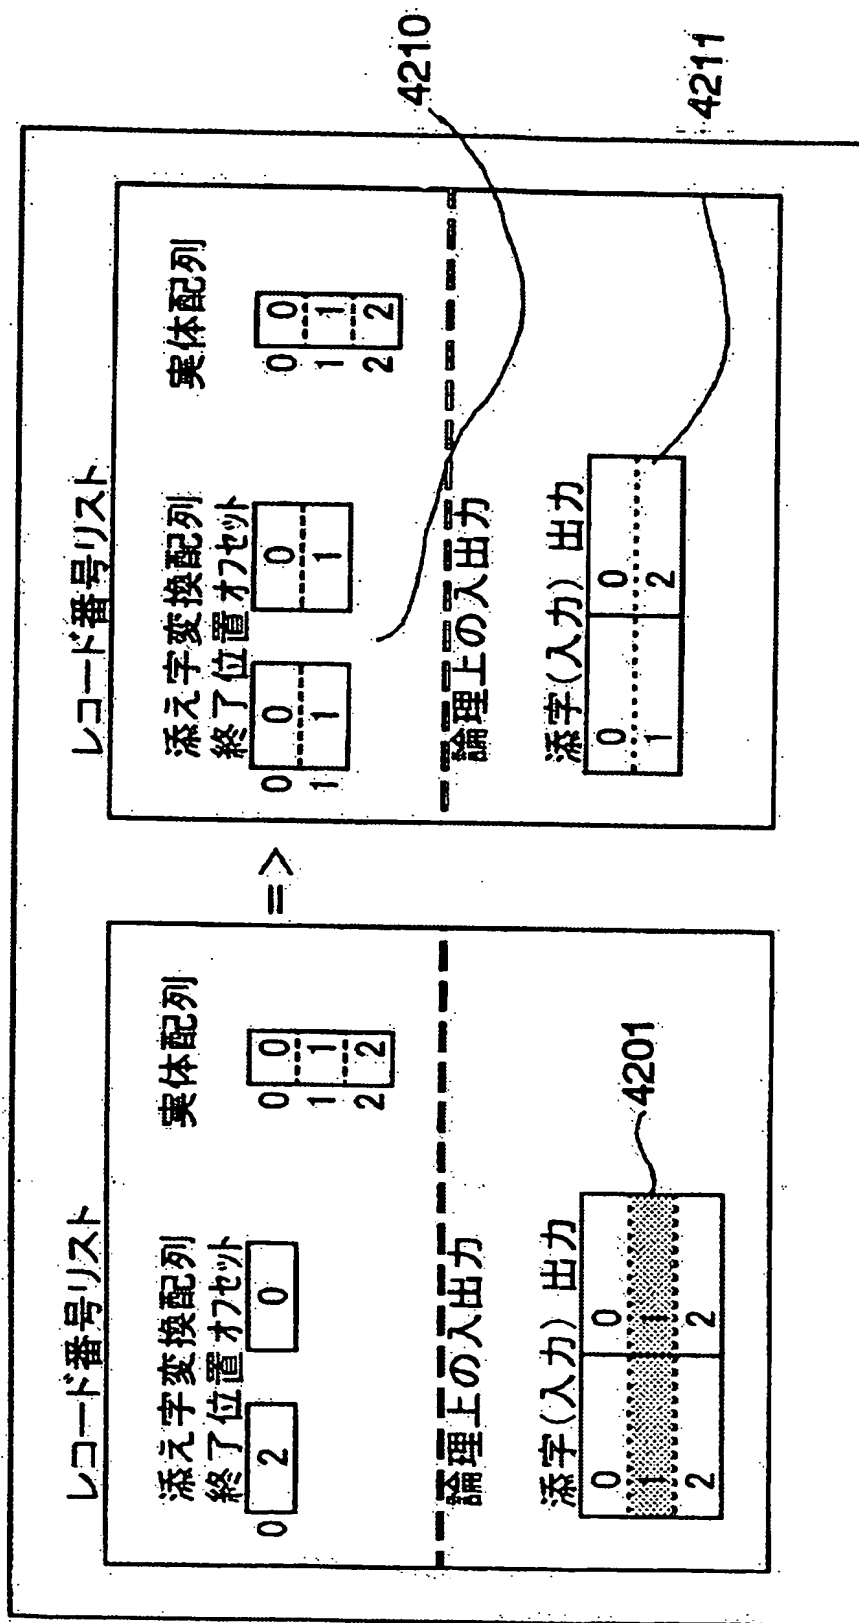 レコード番号リスト
添え字変換配列 実体配列
終了位置 オフセット
0 2 0
0 0
1 1
2 2
論理上の入出力
添字(入力) 出力
0 0
1 1
2 2
4201
=>
レコード番号リスト
添え字変換配列 実体配列
終了位置 オフセット
0 0 0
1 1 1
0 0
1 1
2 2
4210
論理上の入出力
添字(入力) 出力
0 0
1 2
4211